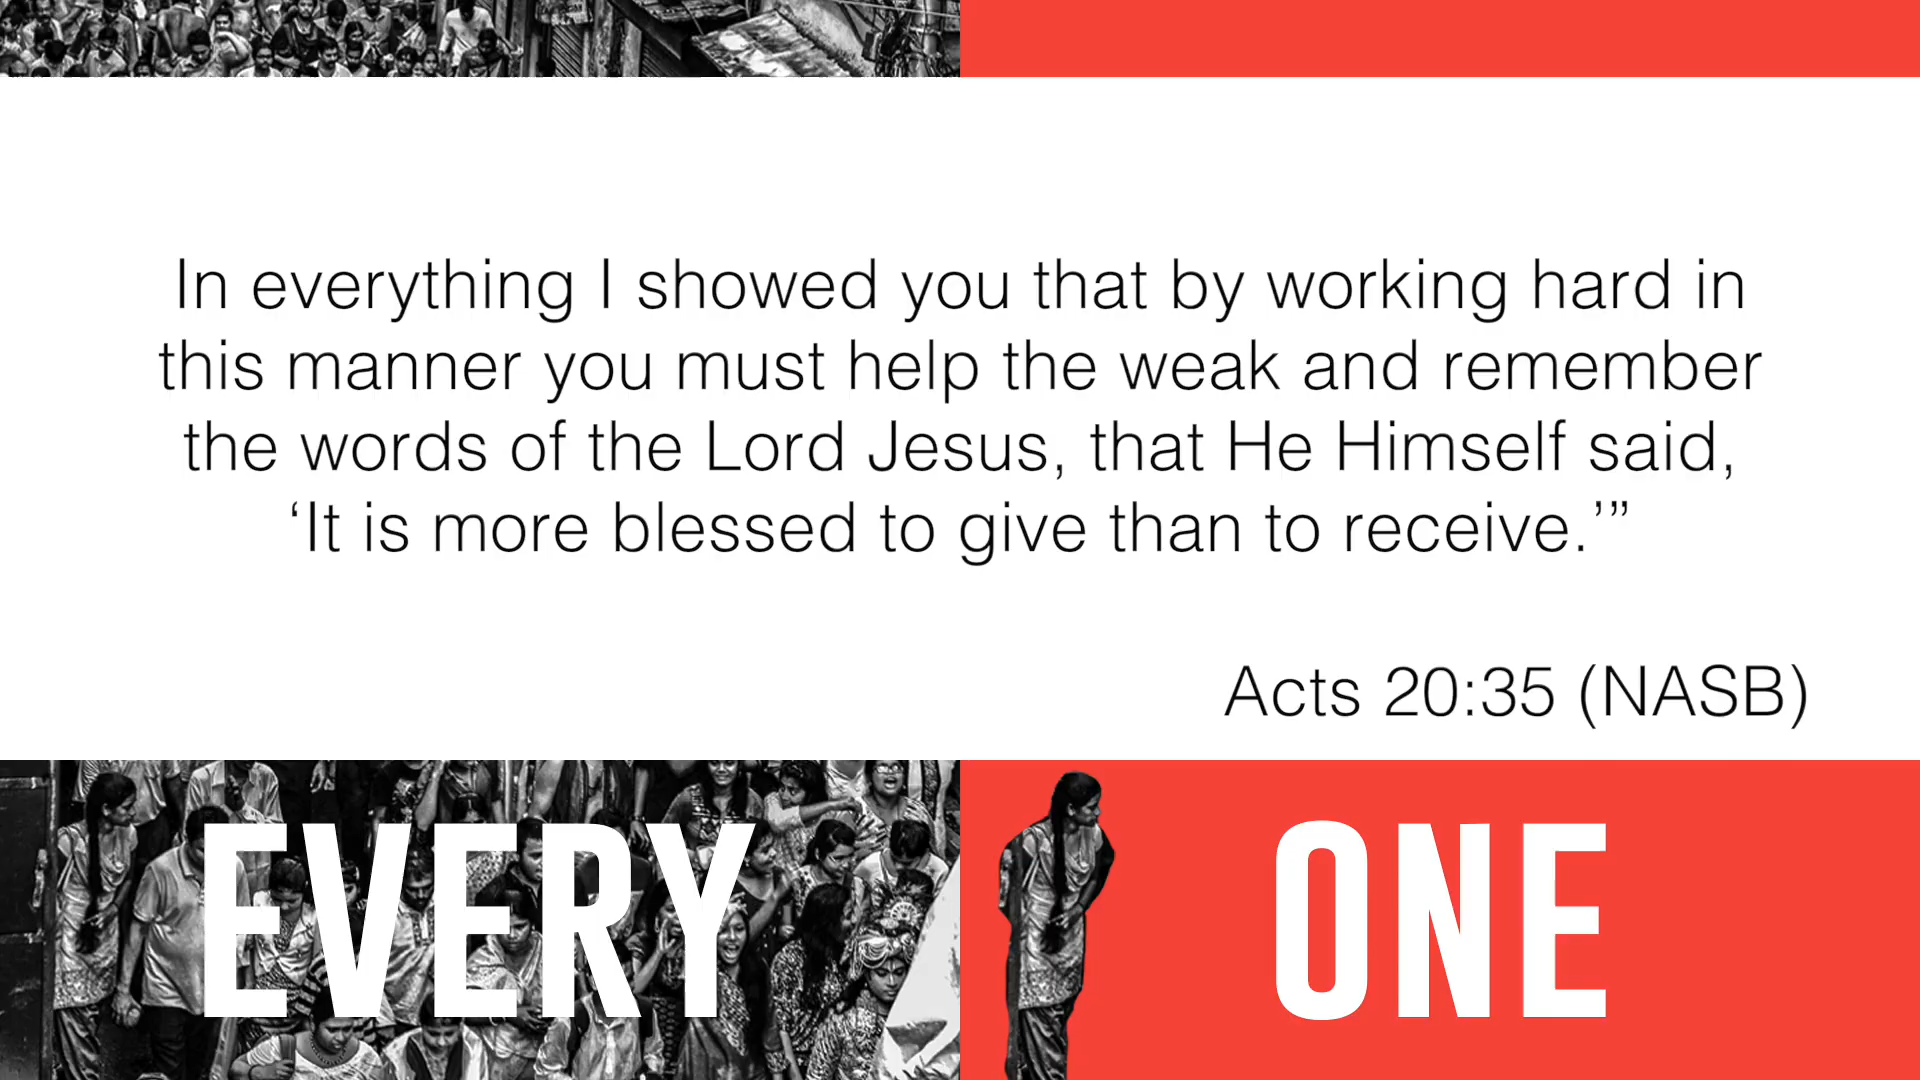 In everything I showed you that by working hard in
this manner you must help the weak and remember
the words of the Lord Jesus, that He Himself said,
‘It is more blessed to give than to receive.’”
Acts 20:35 (NASB)
EVERY ONE